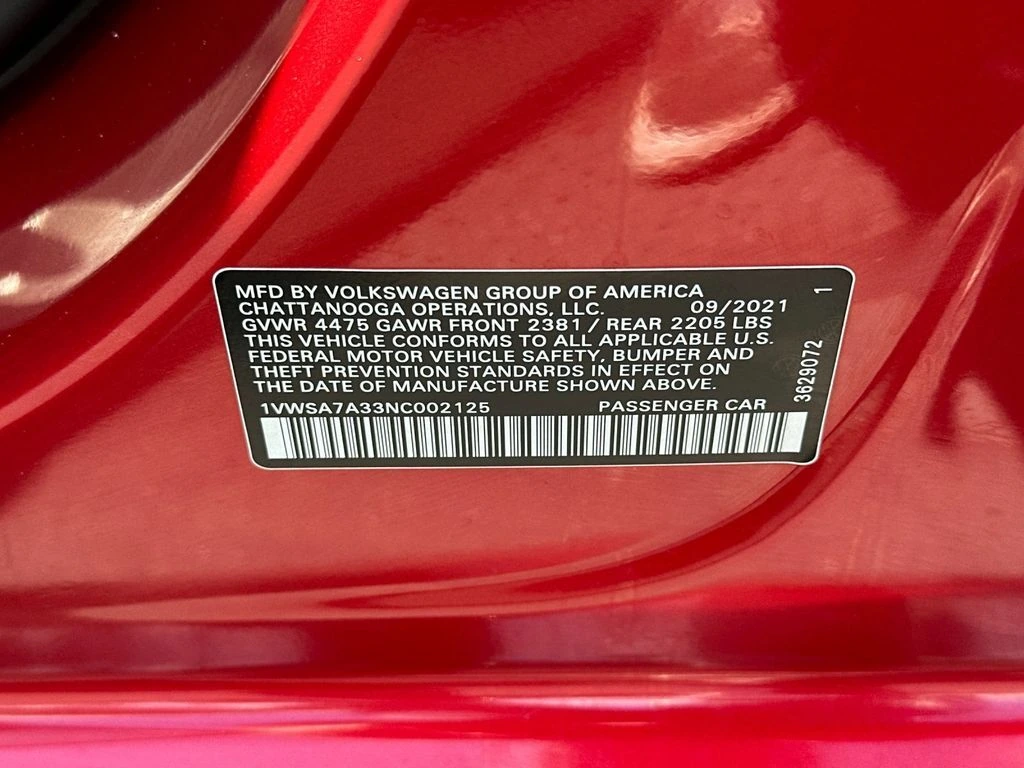 MFD BY VOLKSWAGEN GROUP OF AMERICA
CHATTANOOGA OPERATIONS, LLC. 09/2021
GVWR 4475 GAWR FRONT 2381 / REAR 2205 LBS
THIS VEHICLE CONFORMS TO ALL APPLICABLE U.S.
FEDERAL MOTOR VEHICLE SAFETY, BUMPER AND
THEFT PREVENTION STANDARDS IN EFFECT ON
THE DATE OF MANUFACTURE SHOWN ABOVE.
1VWSA7A33NC002125 PASSENGER CAR
3629072 1